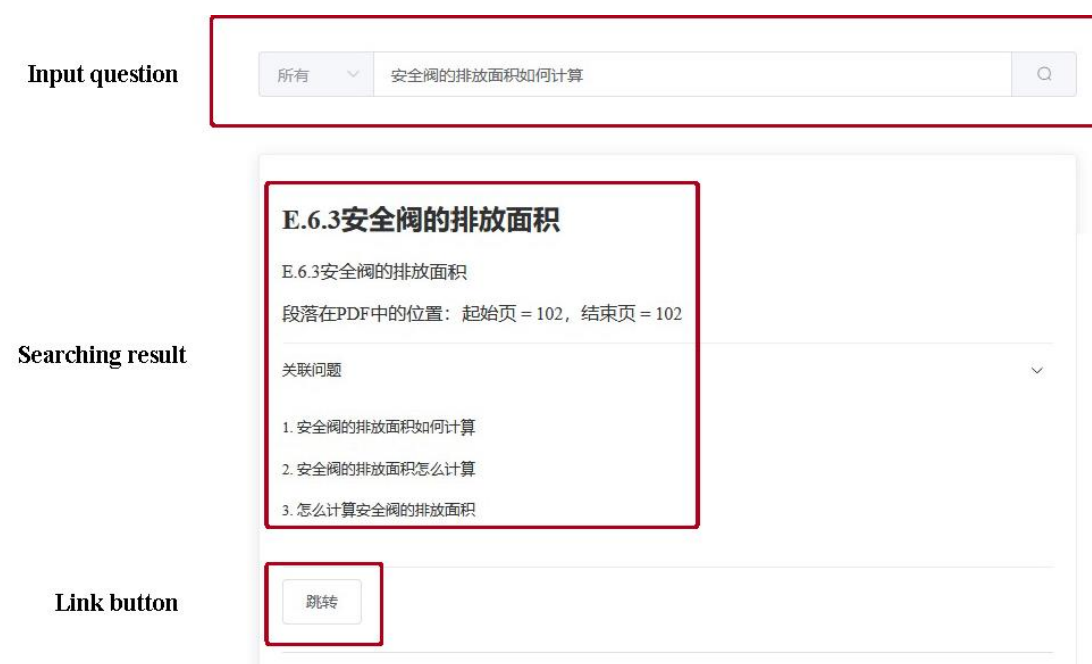 Input question
所有
安全阀的排放面积如何计算
E.6.3安全阀的排放面积
E.6.3安全阀的排放面积
段落在PDF中的位置：起始页 = 102，结束页 = 102
Searching result
关联问题
1. 安全阀的排放面积如何计算
2. 安全阀的排放面积怎么计算
3. 怎么计算安全阀的排放面积
Link button
跳转